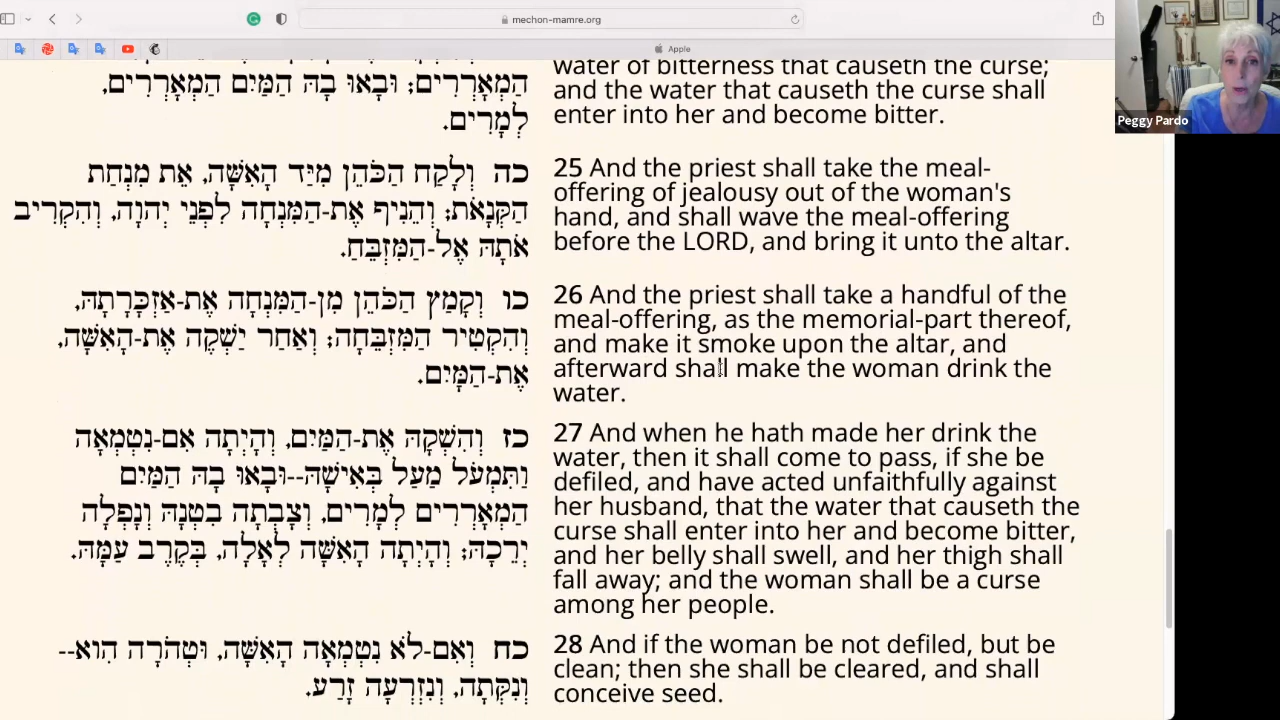 mechon-mamre.org
Apple
Peggy Pardo
הַמְאָרְרִים; וּבָאוּ בָהּ הַמַּיִם הַמְאָרְרִים,
לְמָרִים.
water of bitterness that causeth the curse;
and the water that causeth the curse shall
enter into her and become bitter.
כה וְלָקַח הַכֹּהֵן מִיַּד הָאִשָּׁה, אֵת מִנְחַת
הַקְּנָאֹת; וְהֵנִיף אֶת-הַמִּנְחָה לִפְנֵי יְהוָה, וְהִקְרִיב
אֹתָהּ אֶל-הַמִּזְבֵּחַ.
25 And the priest shall take the meal-
offering of jealousy out of the woman's
hand, and shall wave the meal-offering
before the LORD, and bring it unto the altar.
כו וְקָמַץ הַכֹּהֵן מִן-הַמִּנְחָה אֶת-אַזְכָּרָתָהּ,
וְהִקְטִיר הַמִּזְבֵּחָה; וְאַחַר יַשְׁקֶה אֶת-הָאִשָּׁה,
אֶת-הַמָּיִם.
26 And the priest shall take a handful of the
meal-offering, as the memorial-part thereof,
and make it smoke upon the altar, and
afterward shall make the woman drink the
water.
כז וְהִשְׁקָהּ אֶת-הַמַּיִם, וְהָיְתָה אִם-נִטְמְאָה
וַתִּמְעֹל מַעַל בְּאִישָׁהּ--וּבָאוּ בָהּ הַמַּיִם
הַמְאָרְרִים לְמָרִים, וְצָבְתָה בִטְנָהּ וְנָפְלָה
יְרֵכָהּ; וְהָיְתָה הָאִשָּׁה לְאָלָה, בְּקֶרֶב עַמָּהּ.
27 And when he hath made her drink the
water, then it shall come to pass, if she be
defiled, and have acted unfaithfully against
her husband, that the water that causeth the
curse shall enter into her and become bitter,
and her belly shall swell, and her thigh shall
fall away; and the woman shall be a curse
among her people.
כח וְאִם-לֹא נִטְמְאָה הָאִשָּׁה, וּטְהֹרָה הִוא--
וְנִקְּתָה, וְנִזְרְעָה זָרַע.
28 And if the woman be not defiled, but be
clean; then she shall be cleared, and shall
conceive seed.